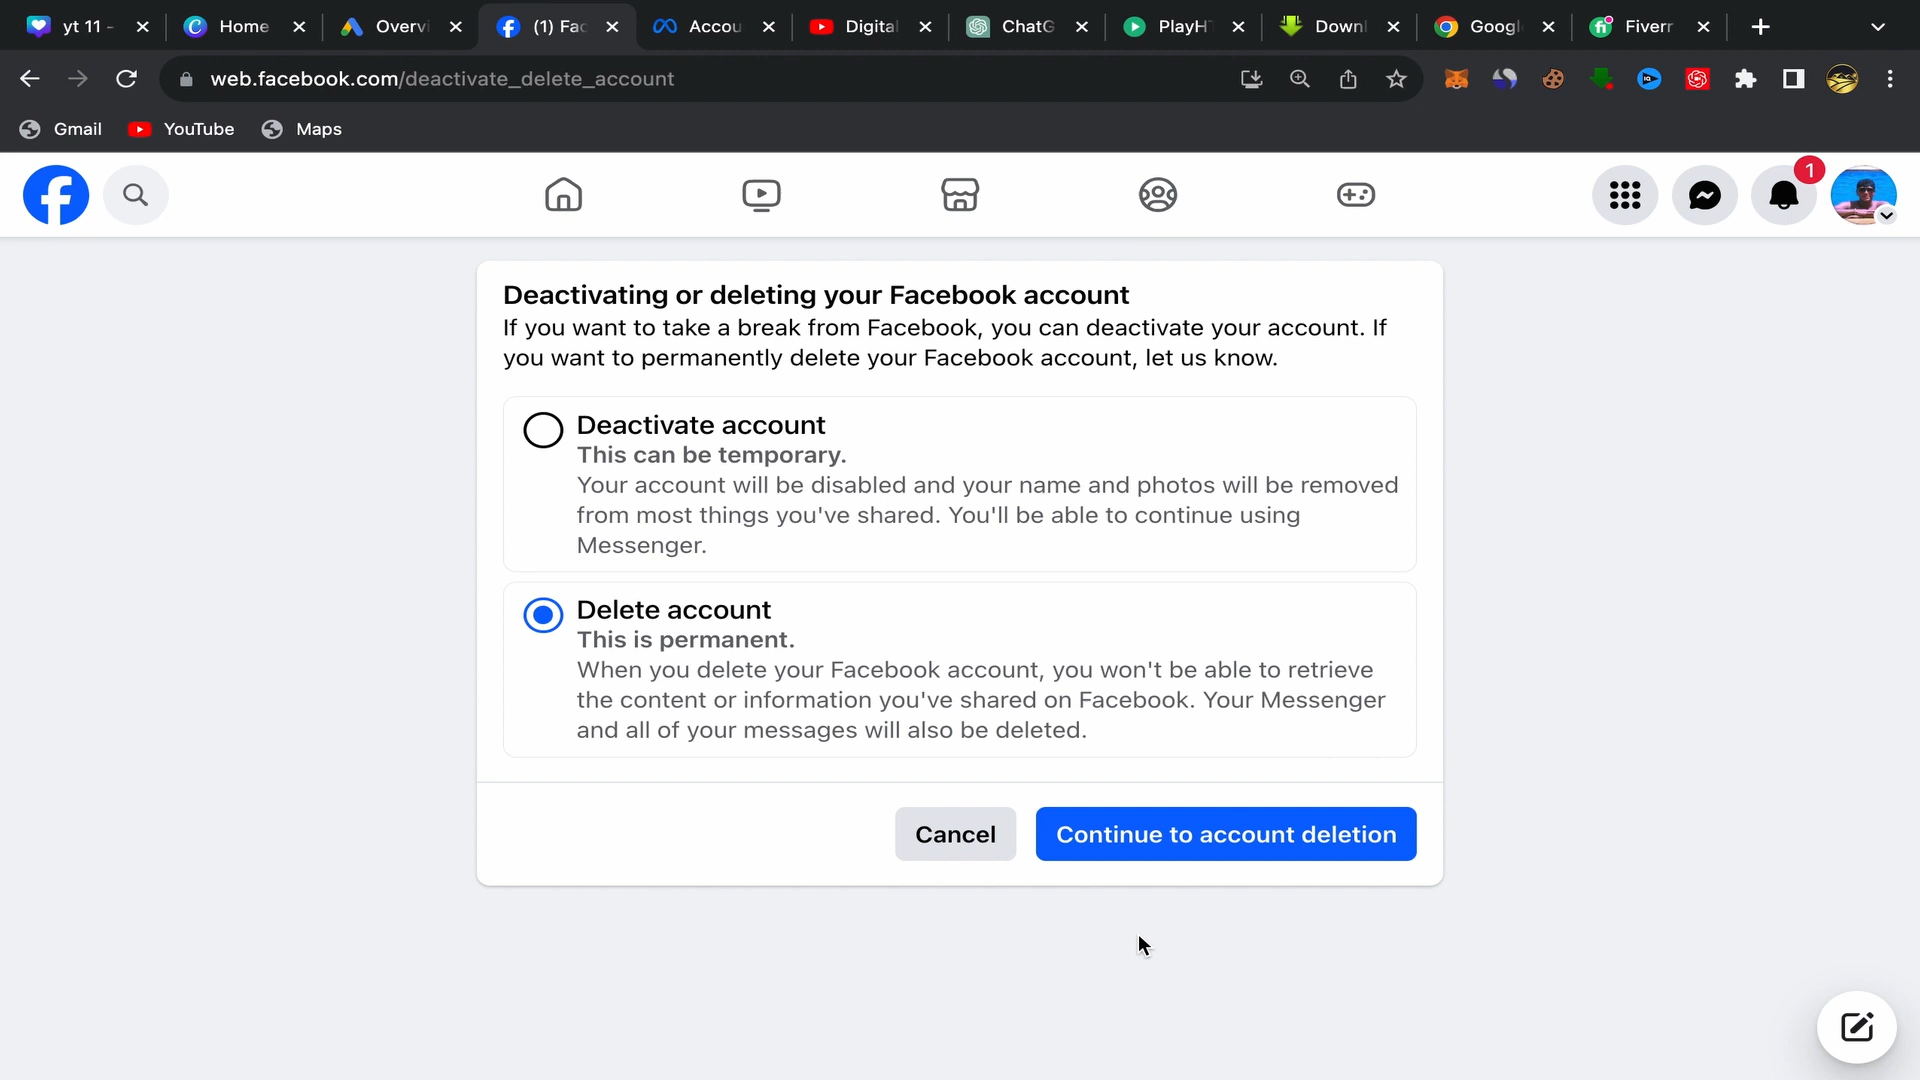 yt 11 -
Home
Overvi
(1) Fac
Accou
Digital
ChatG
PlayH
Downl
Googl
Fiverr
web.facebook.com/deactivate_delete_account
Gmail
YouTube
Maps
1
Deactivating or deleting your Facebook account
If you want to take a break from Facebook, you can deactivate your account. If
you want to permanently delete your Facebook account, let us know.
Deactivate account
This can be temporary.
Your account will be disabled and your name and photos will be removed
from most things you've shared. You'll be able to continue using
Messenger.
Delete account
This is permanent.
When you delete your Facebook account, you won't be able to retrieve
the content or information you've shared on Facebook. Your Messenger
and all of your messages will also be deleted.
Cancel
Continue to account deletion